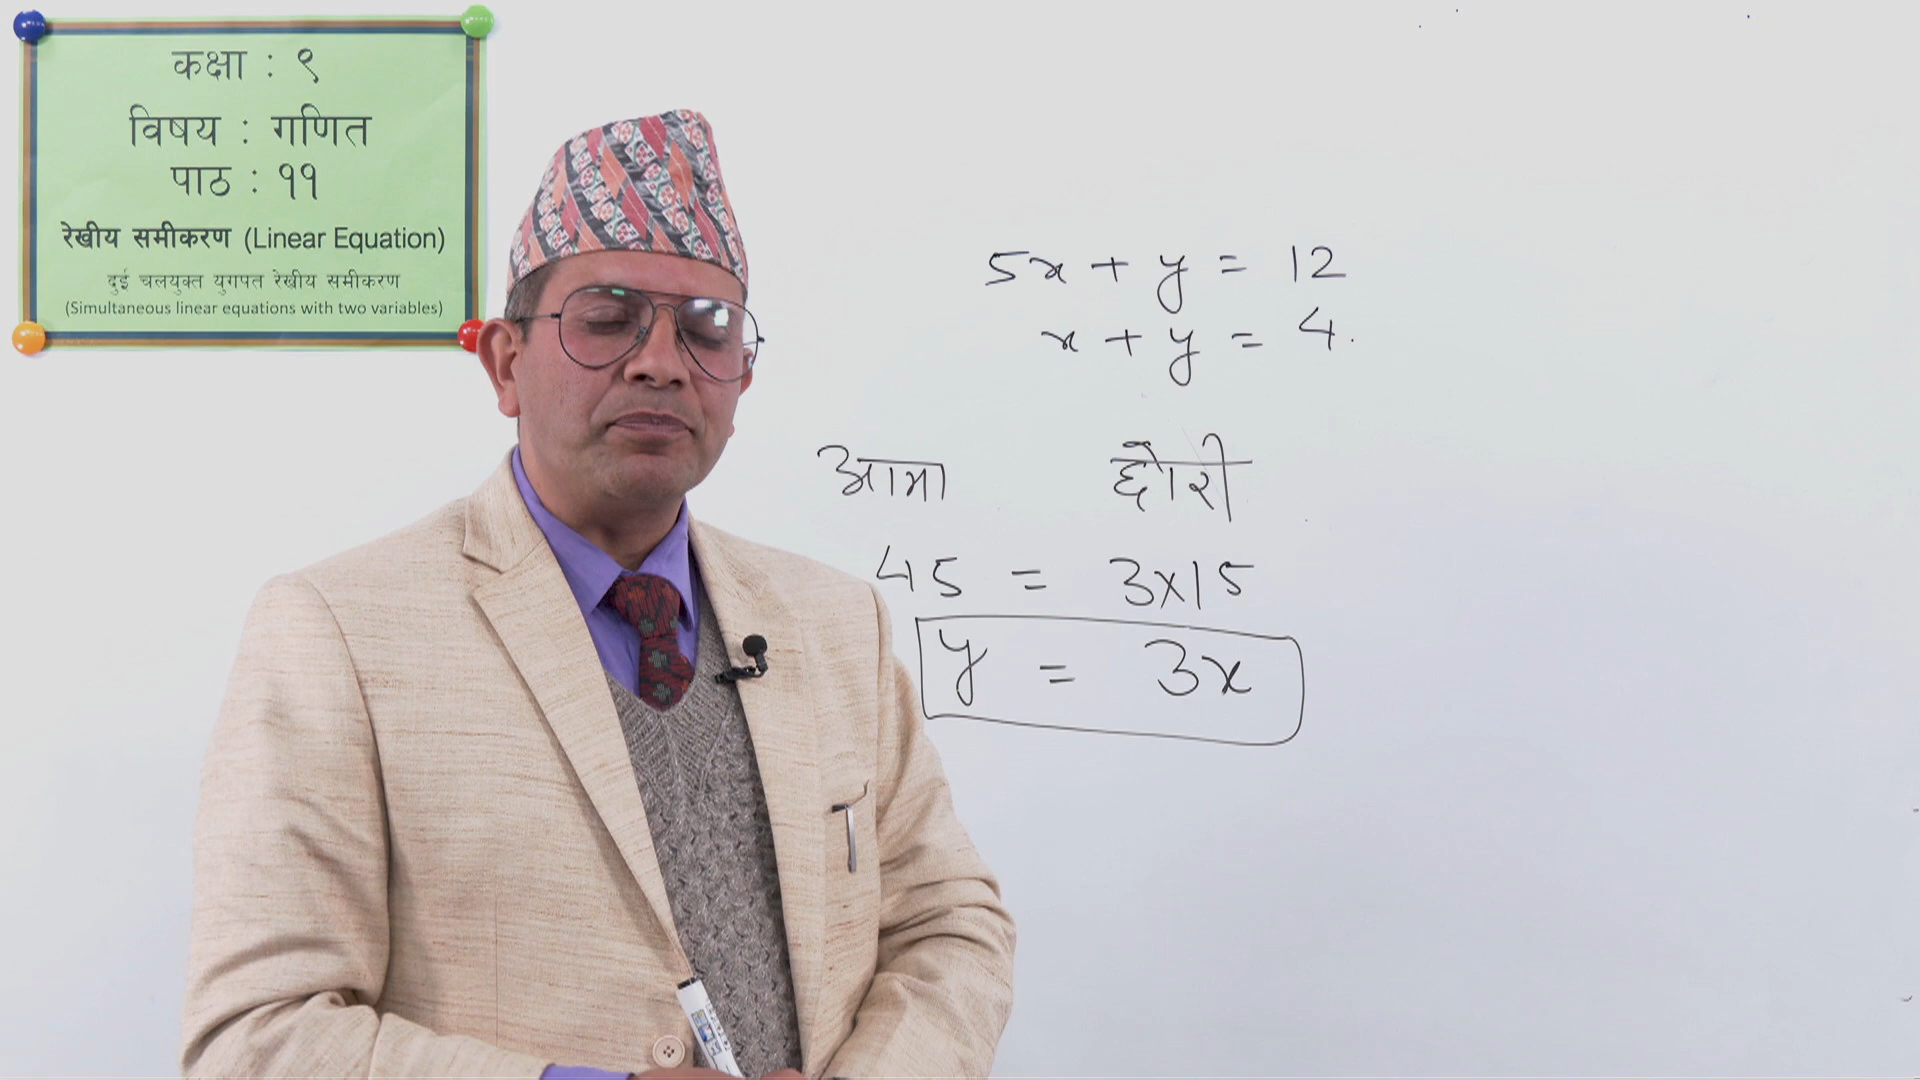 कक्षा : ९
विषय : गणित
पाठ : ११
रेखीय समीकरण (Linear Equation)
दुई चलयुक्त युगपत रेखीय समीकरण
(Simultaneous linear equations with two variables)
5x + y = 12
x + y = 4.
आमा छोरी
45 = 3x15
y = 3x